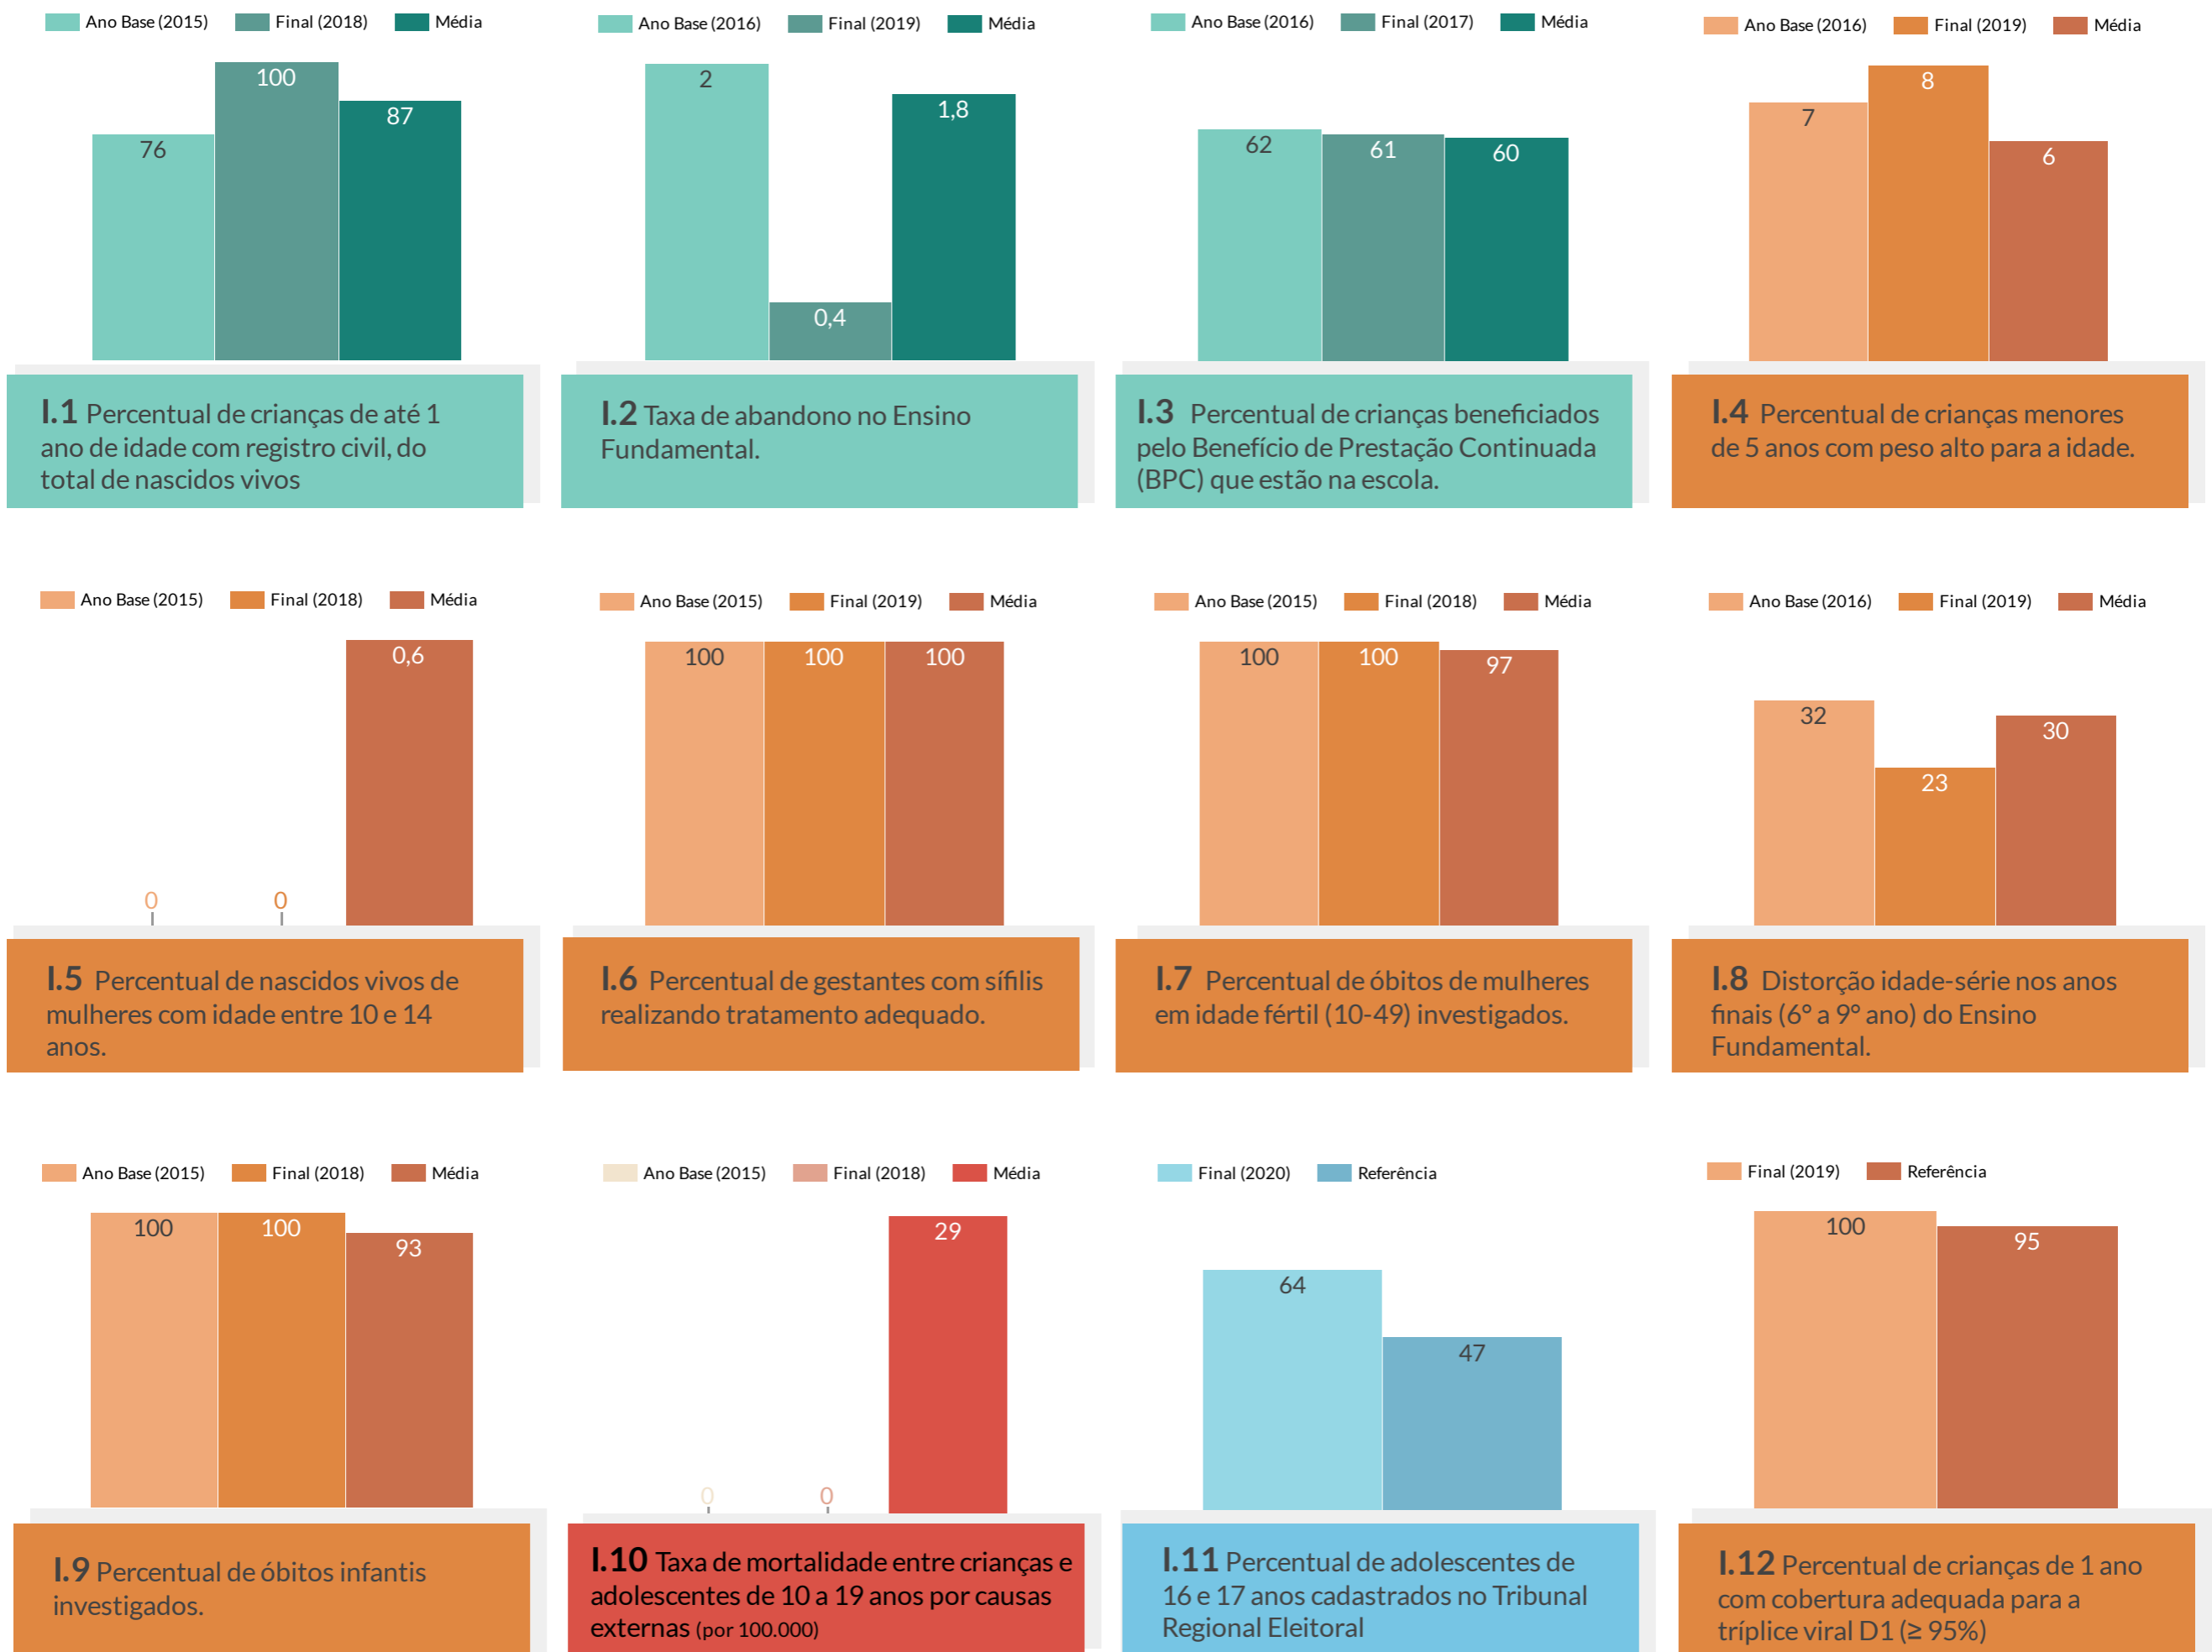 Ano Base (2015) Final (2018) Média
100
87
76
I.1 Percentual de crianças de até 1
ano de idade com registro civil, do
total de nascidos vivos
Ano Base (2016) Final (2019) Média
2
1,8
0,4
I.2 Taxa de abandono no Ensino
Fundamental.
Ano Base (2016) Final (2017) Média
62 61 60
I.3 Percentual de crianças beneficiados
pelo Benefício de Prestação Continuada
(BPC) que estão na escola.
Ano Base (2016) Final (2019) Média
8
7
6
I.4 Percentual de crianças menores
de 5 anos com peso alto para a idade.
Ano Base (2015) Final (2018) Média
0,6
0 0
I.5 Percentual de nascidos vivos de
mulheres com idade entre 10 e 14
anos.
Ano Base (2015) Final (2019) Média
100 100 100
I.6 Percentual de gestantes com sífilis
realizando tratamento adequado.
Ano Base (2015) Final (2018) Média
100 100 97
I.7 Percentual de óbitos de mulheres
em idade fértil (10-49) investigados.
Ano Base (2016) Final (2019) Média
32
30
23
I.8 Distorção idade-série nos anos
finais (6° a 9° ano) do Ensino
Fundamental.
Ano Base (2015) Final (2018) Média
100 100
93
I.9 Percentual de óbitos infantis
investigados.
Ano Base (2015) Final (2018) Média
29
0 0
I.10 Taxa de mortalidade entre crianças e
adolescentes de 10 a 19 anos por causas
externas (por 100.000)
Final (2020) Referência
64
47
I.11 Percentual de adolescentes de
16 e 17 anos cadastrados no Tribunal
Regional Eleitoral
Final (2019) Referência
100
95
I.12 Percentual de crianças de 1 ano
com cobertura adequada para a
tríplice viral D1 (≥ 95%)